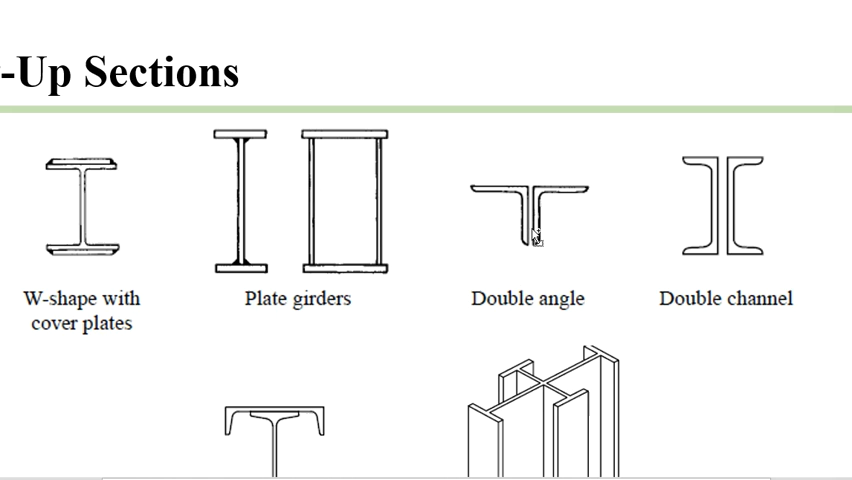 -Up Sections
W-shape with
cover plates
Plate girders
Double angle
Double channel